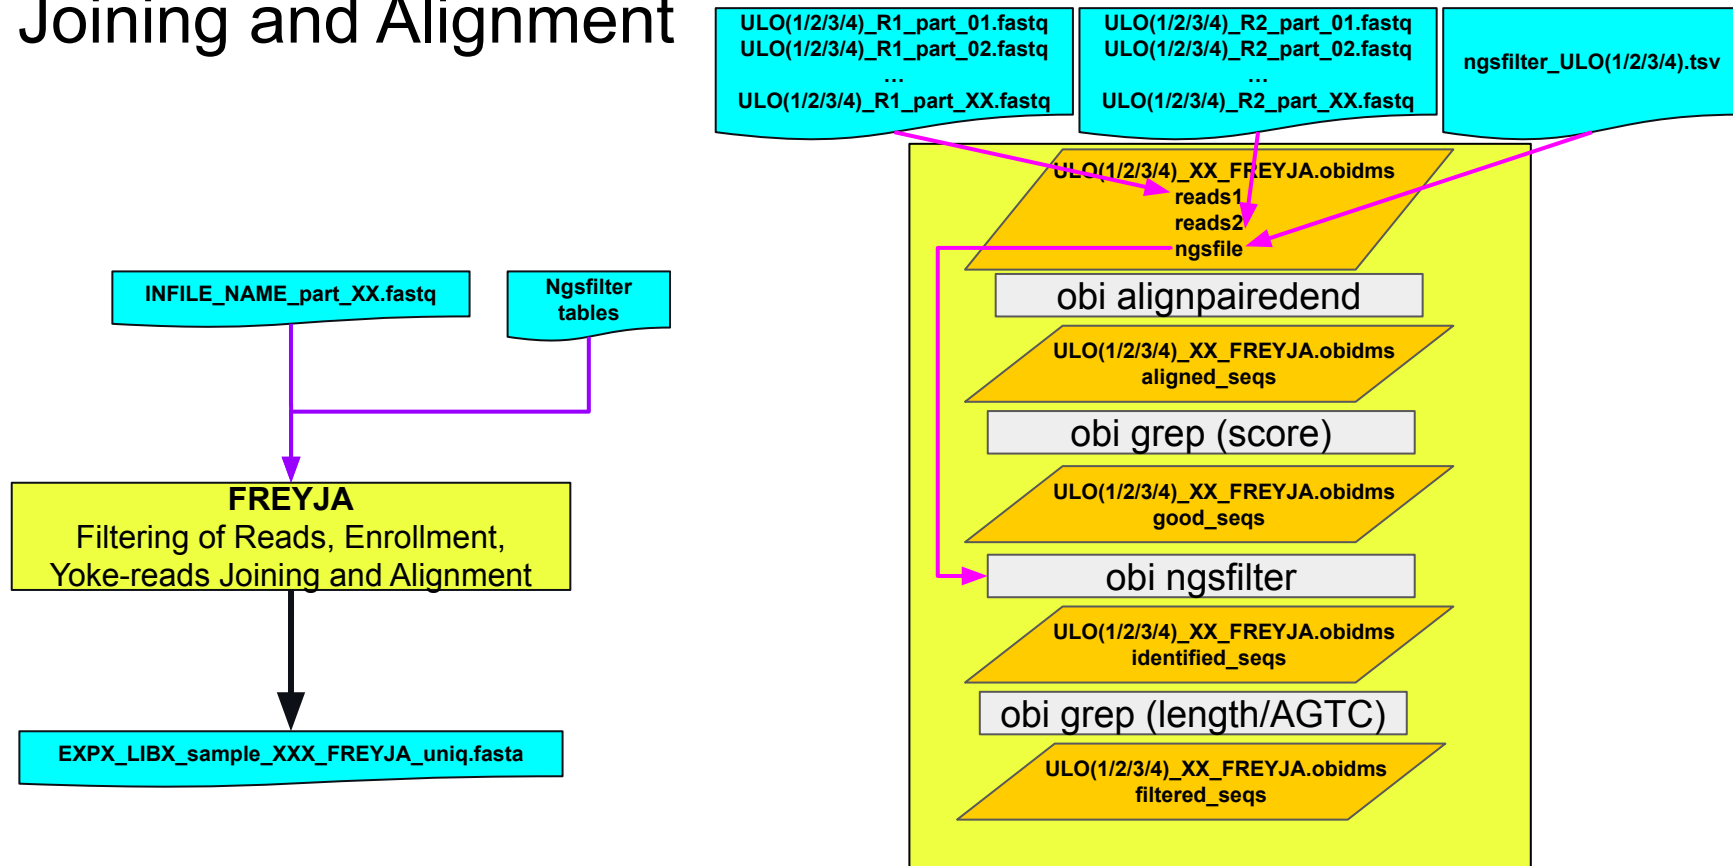 Joining and Alignment
ULO(1/2/3/4)_R1_part_01.fastq
ULO(1/2/3/4)_R1_part_02.fastq
...
ULO(1/2/3/4)_R1_part_XX.fastq
ULO(1/2/3/4)_R2_part_01.fastq
ULO(1/2/3/4)_R2_part_02.fastq
...
ULO(1/2/3/4)_R2_part_XX.fastq
ngsfilter_ULO(1/2/3/4).tsv
INFILE_NAME_part_XX.fastq
Ngsfilter
tables
FREYJA
Filtering of Reads, Enrollment,
Yoke-reads Joining and Alignment
EXPX_LIBX_sample_XXX_FREYJA_uniq.fasta
ULO(1/2/3/4)_XX_FREYJA.obidms
reads1
reads2
ngsfile
obi alignpairedend
ULO(1/2/3/4)_XX_FREYJA.obidms
aligned_seqs
obi grep (score)
ULO(1/2/3/4)_XX_FREYJA.obidms
good_seqs
obi ngsfilter
ULO(1/2/3/4)_XX_FREYJA.obidms
identified_seqs
obi grep (length/AGTC)
ULO(1/2/3/4)_XX_FREYJA.obidms
filtered_seqs